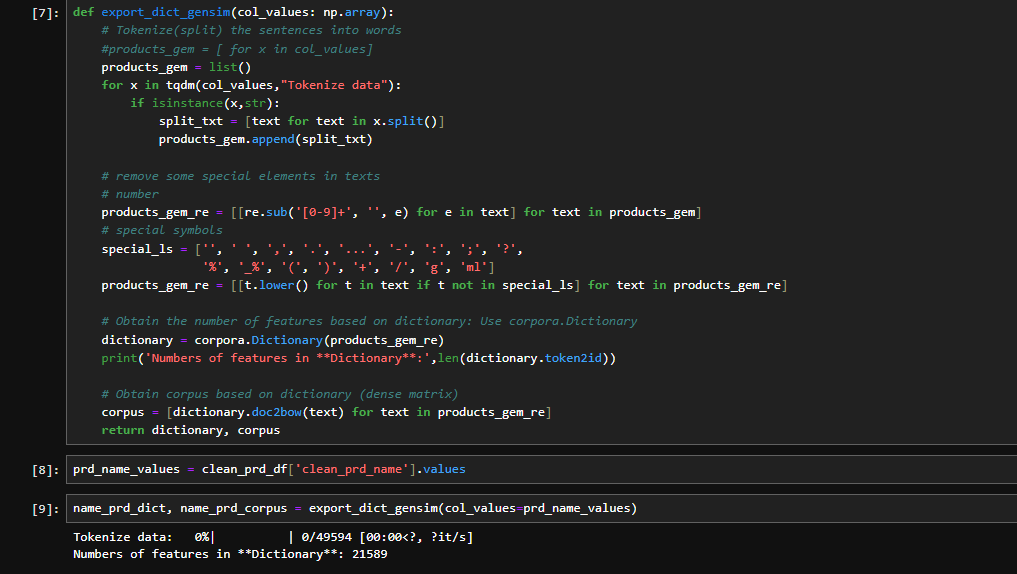 [7]: def export_dict_gensim(col_values: np.array):
# Tokenize(split) the sentences into words
#products_gem = [ for x in col_values]
products_gem = list()
for x in tqdm(col_values,"Tokenize data"):
if isinstance(x,str):
split_txt = [text for text in x.split()]
products_gem.append(split_txt)
# remove some special elements in texts
# number
products_gem_re = [[re.sub('[0-9]+', '', e) for e in text] for text in products_gem]
# special symbols
special_ls = ['', ' ', ',', '.', '...', '-', ':', ';', '?',
'%', '_%', '(', ')', '+', '/', 'g', 'ml']
products_gem_re = [[t.lower() for t in text if t not in special_ls] for text in products_gem_re]
# Obtain the number of features based on dictionary: Use corpora.Dictionary
dictionary = corpora.Dictionary(products_gem_re)
print('Numbers of features in **Dictionary**:',len(dictionary.token2id))
# Obtain corpus based on dictionary (dense matrix)
corpus = [dictionary.doc2bow(text) for text in products_gem_re]
return dictionary, corpus
[8]: prd_name_values = clean_prd_df['clean_prd_name'].values
[9]: name_prd_dict, name_prd_corpus = export_dict_gensim(col_values=prd_name_values)
Tokenize data:   0%|          | 0/49594 [00:00<?, ?it/s]
Numbers of features in **Dictionary**: 21589